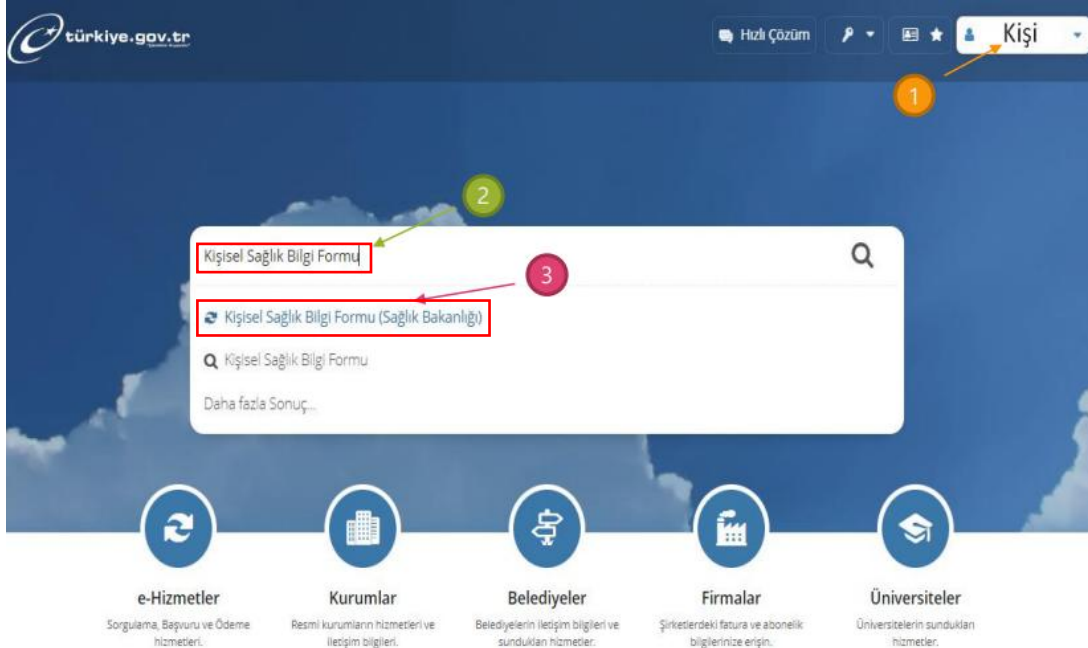 türkiye.gov.tr
Hızlı Çözüm
Kişi
1
2
Kişisel Sağlık Bilgi Formu
3
Kişisel Sağlık Bilgi Formu (Sağlık Bakanlığı)
Kişisel Sağlık Bilgi Formu
Daha fazla Sonuç...
e-Hizmetler
Sorgulama, Başvuru ve Ödeme
hizmetleri.
Kurumlar
Resmi kurumların hizmetleri ve
iletişim bilgileri.
Belediyeler
Belediyelerin iletişim bilgileri ve
sundukları hizmetler.
Firmalar
Şirketlerdeki fatura ve abonelik
bilgilerinize erişin.
Üniversiteler
Üniversitelerin sundukları
hizmetler.